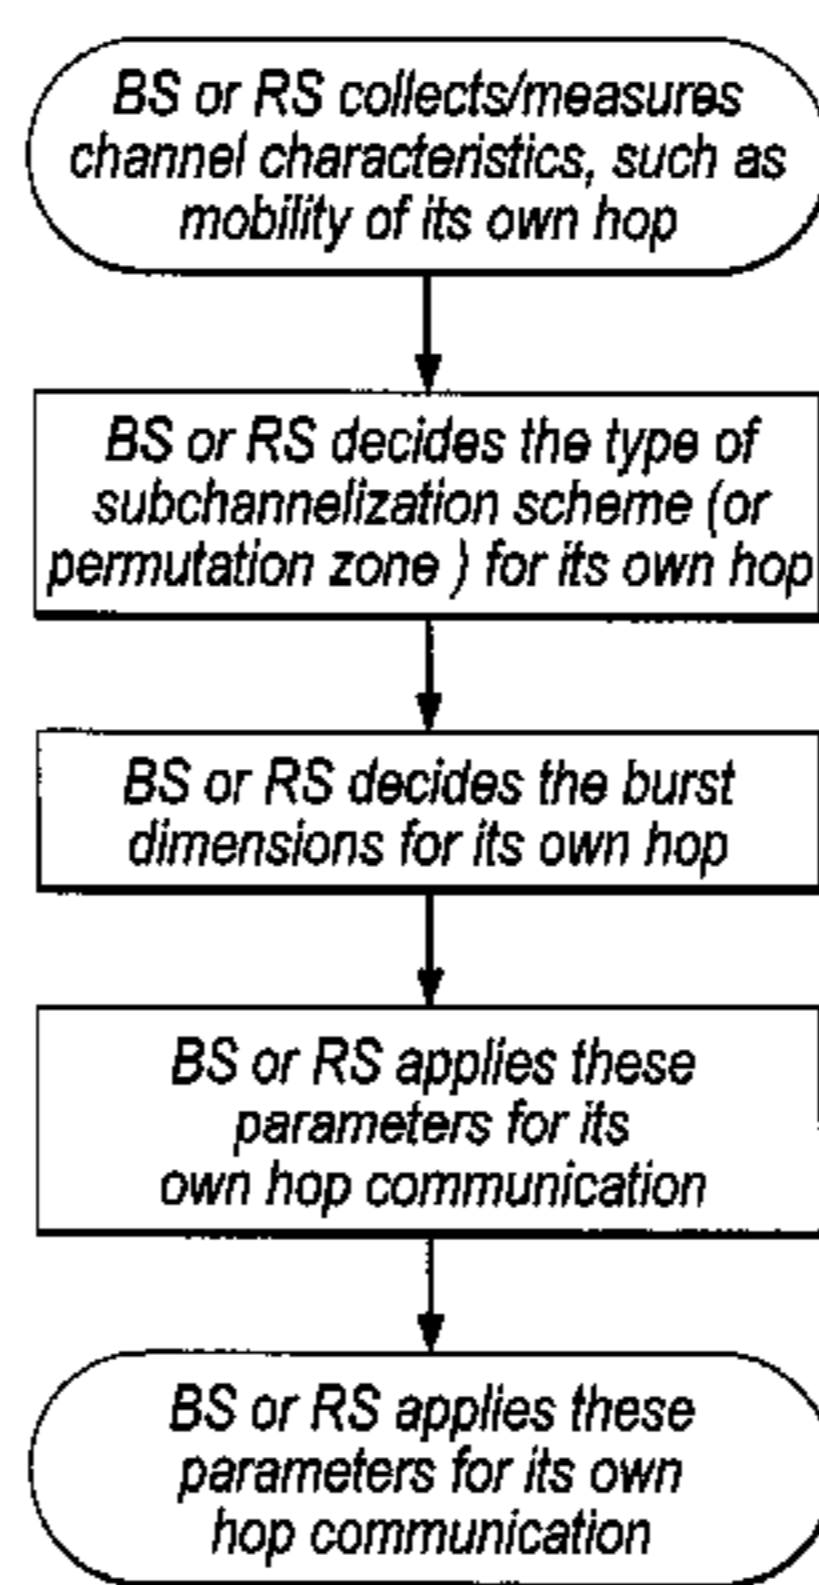 BS or RS collects/measures
channel characteristics, such as
mobility of its own hop
BS or RS decides the type of
subchannelization scheme (or
permutation zone ) for its own hop
BS or RS decides the burst
dimensions for its own hop
BS or RS applies these
parameters for its
own hop communication
BS or RS applies these
parameters for its own
hop communication